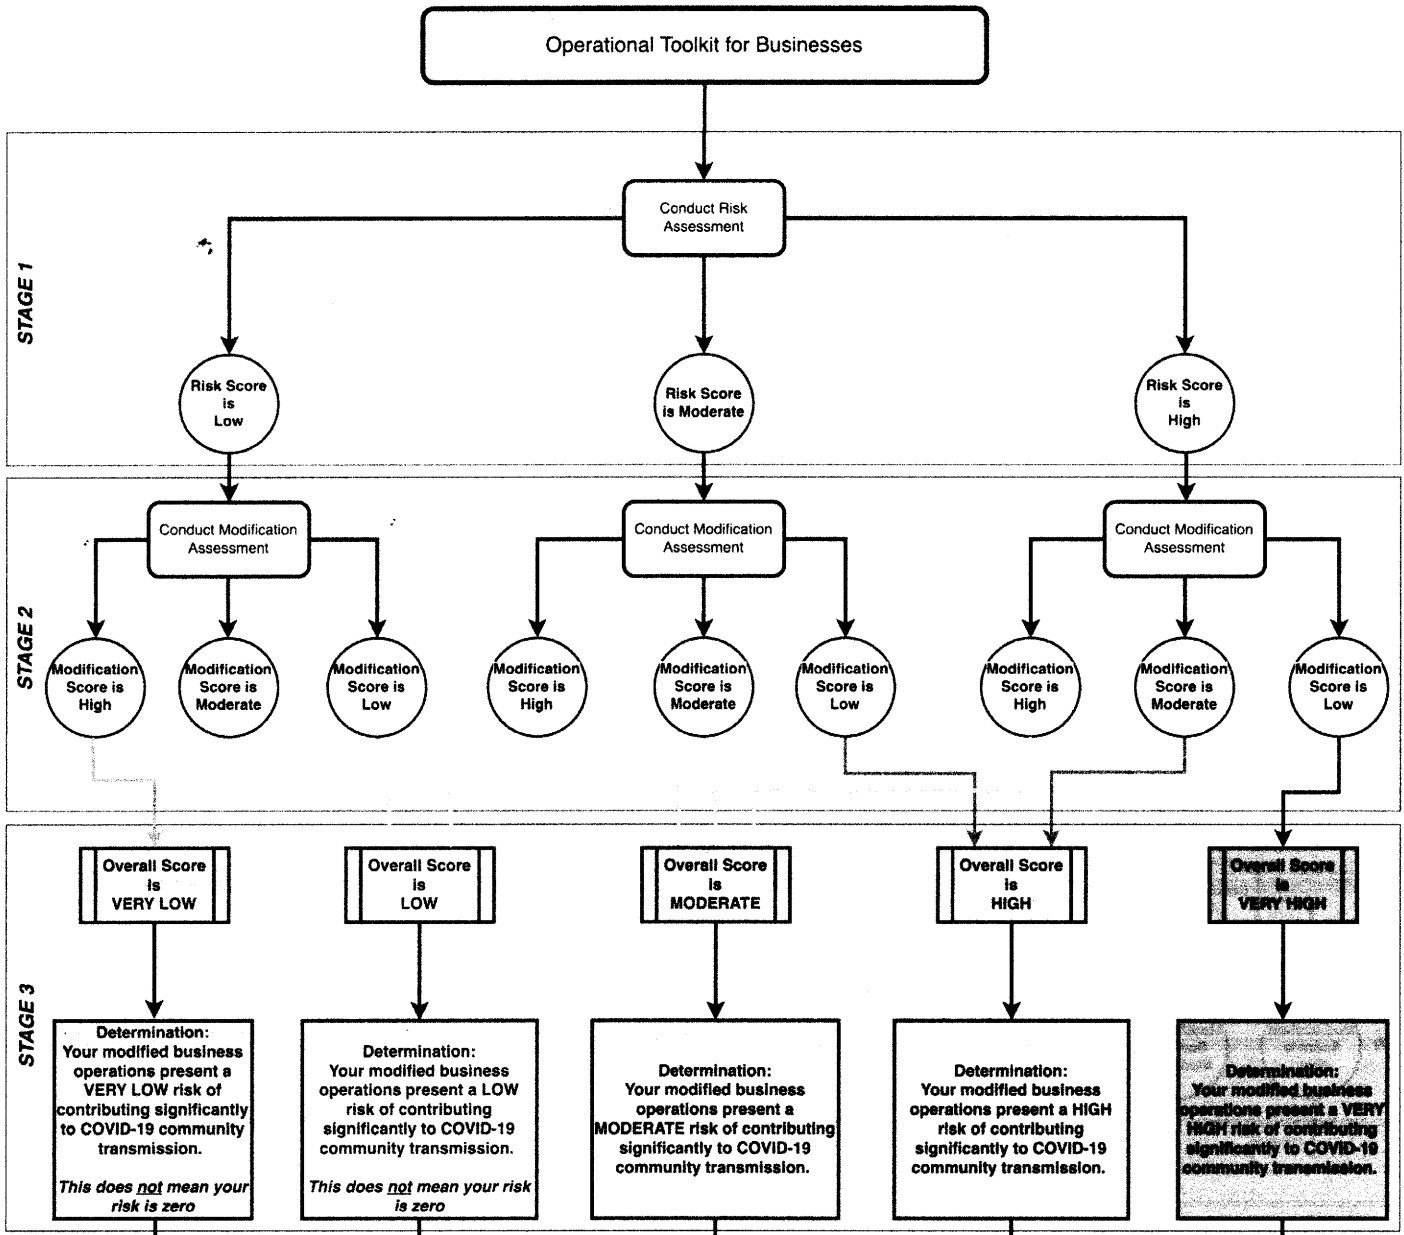 Operational Toolkit for Businesses
STAGE 1
Conduct Risk
Assessment
Risk Score
is
Low
Risk Score
is Moderate
Risk Score
is
High
STAGE 2
Conduct Modification
Assessment
Conduct Modification
Assessment
Conduct Modification
Assessment
Modification
Score is
High
Modification
Score is
Moderate
Modification
Score is
Low
Modification
Score is
High
Modification
Score is
Moderate
Modification
Score is
Low
Modification
Score is
High
Modification
Score is
Moderate
Modification
Score is
Low
STAGE 3
Overall Score
is
VERY LOW
Overall Score
is
LOW
Overall Score
is
MODERATE
Overall Score
is
HIGH
Overall Score
is
VERY HIGH
Determination:
Your modified business
operations present a
VERY LOW risk of
contributing significantly
to COVID-19 community
transmission.
This does not mean your
risk is zero
Determination:
Your modified business
operations present a LOW
risk of contributing
significantly to COVID-19
community transmission.
This does not mean your risk
is zero
Determination:
Your modified business
operations present a
MODERATE risk of contributing
significantly to COVID-19
community transmission.
Determination:
Your modified business
operations present a HIGH
risk of contributing
significantly to COVID-19
community transmission.
Determination:
Your modified business
operations present a VERY
HIGH risk of contributing
significantly to COVID-19
community transmission.